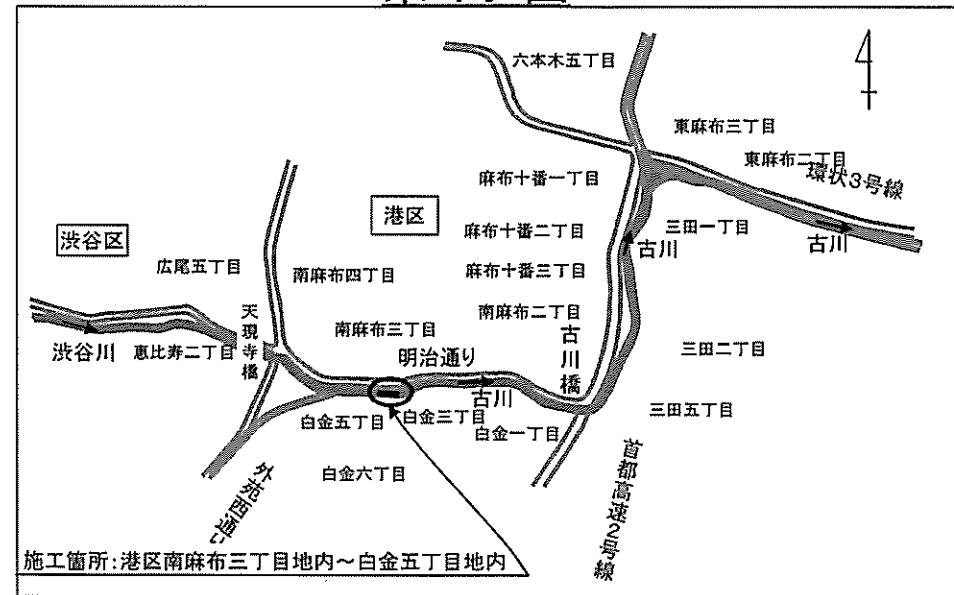 六本木五丁目
東麻布三丁目
東麻布二丁目
環状3号線
麻布十番一丁目
港区
渋谷区
麻布十番二丁目
三田一丁目
古川
古川
広尾五丁目
南麻布四丁目
麻布十番三丁目
南麻布二丁目
天現寺橋
南麻布三丁目
古川橋
渋谷川
恵比寿二丁目
明治通り
三田二丁目
古川
白金五丁目
白金三丁目
白金一丁目
三田五丁目
白金六丁目
外苑西通い
首都高速2号線
施工箇所:港区南麻布三丁目地内～白金五丁目地内